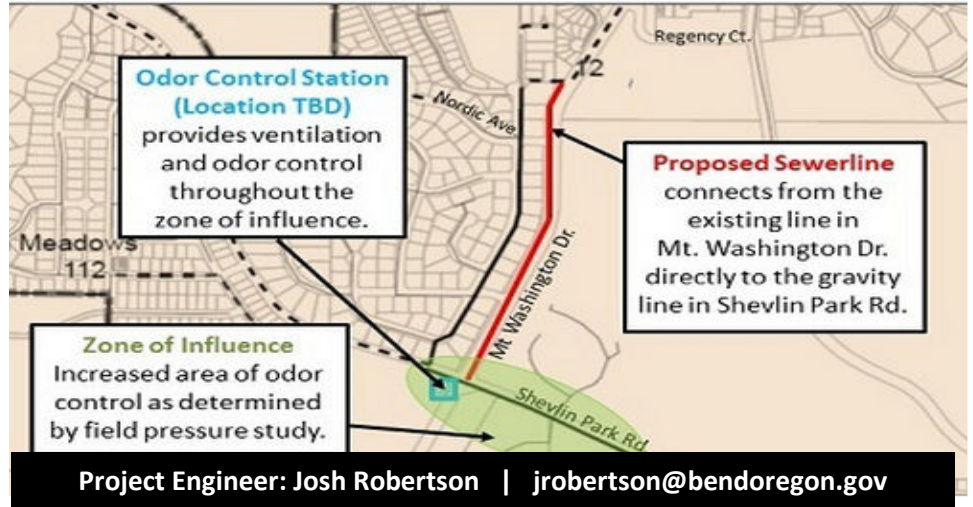 Regency Ct.
12
Odor Control Station
(Location TBD)
provides ventilation
and odor control
throughout the
zone of influence.
Nordic Ave.
Proposed Sewerline
connects from the
existing line in
Mt. Washington Dr.
directly to the gravity
line in Shevlin Park Rd.
Meadows
112
Mt Washington Dr.
Zone of Influence
Increased area of odor
control as determined
by field pressure study.
Shevlin Park Rd
Project Engineer: Josh Robertson | jrobertson@bendoregon.gov